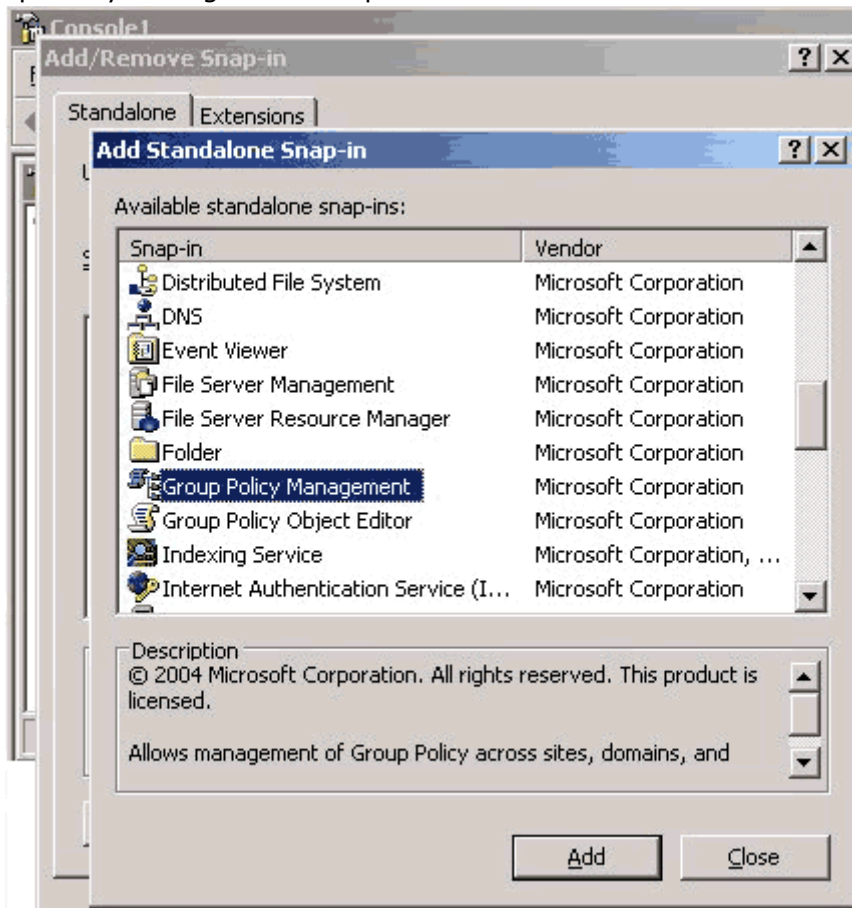 Console1
Add/Remove Snap-in
Standalone Extensions
Add Standalone Snap-in
Available standalone snap-ins:
Snap-in Vendor
Distributed File System Microsoft Corporation
DNS Microsoft Corporation
Event Viewer Microsoft Corporation
File Server Management Microsoft Corporation
File Server Resource Manager Microsoft Corporation
Folder Microsoft Corporation
Group Policy Management Microsoft Corporation
Group Policy Object Editor Microsoft Corporation
Indexing Service Microsoft Corporation, ...
Internet Authentication Service (I... Microsoft Corporation
Description
© 2004 Microsoft Corporation. All rights reserved. This product is
licensed.
Allows management of Group Policy across sites, domains, and
Add Close